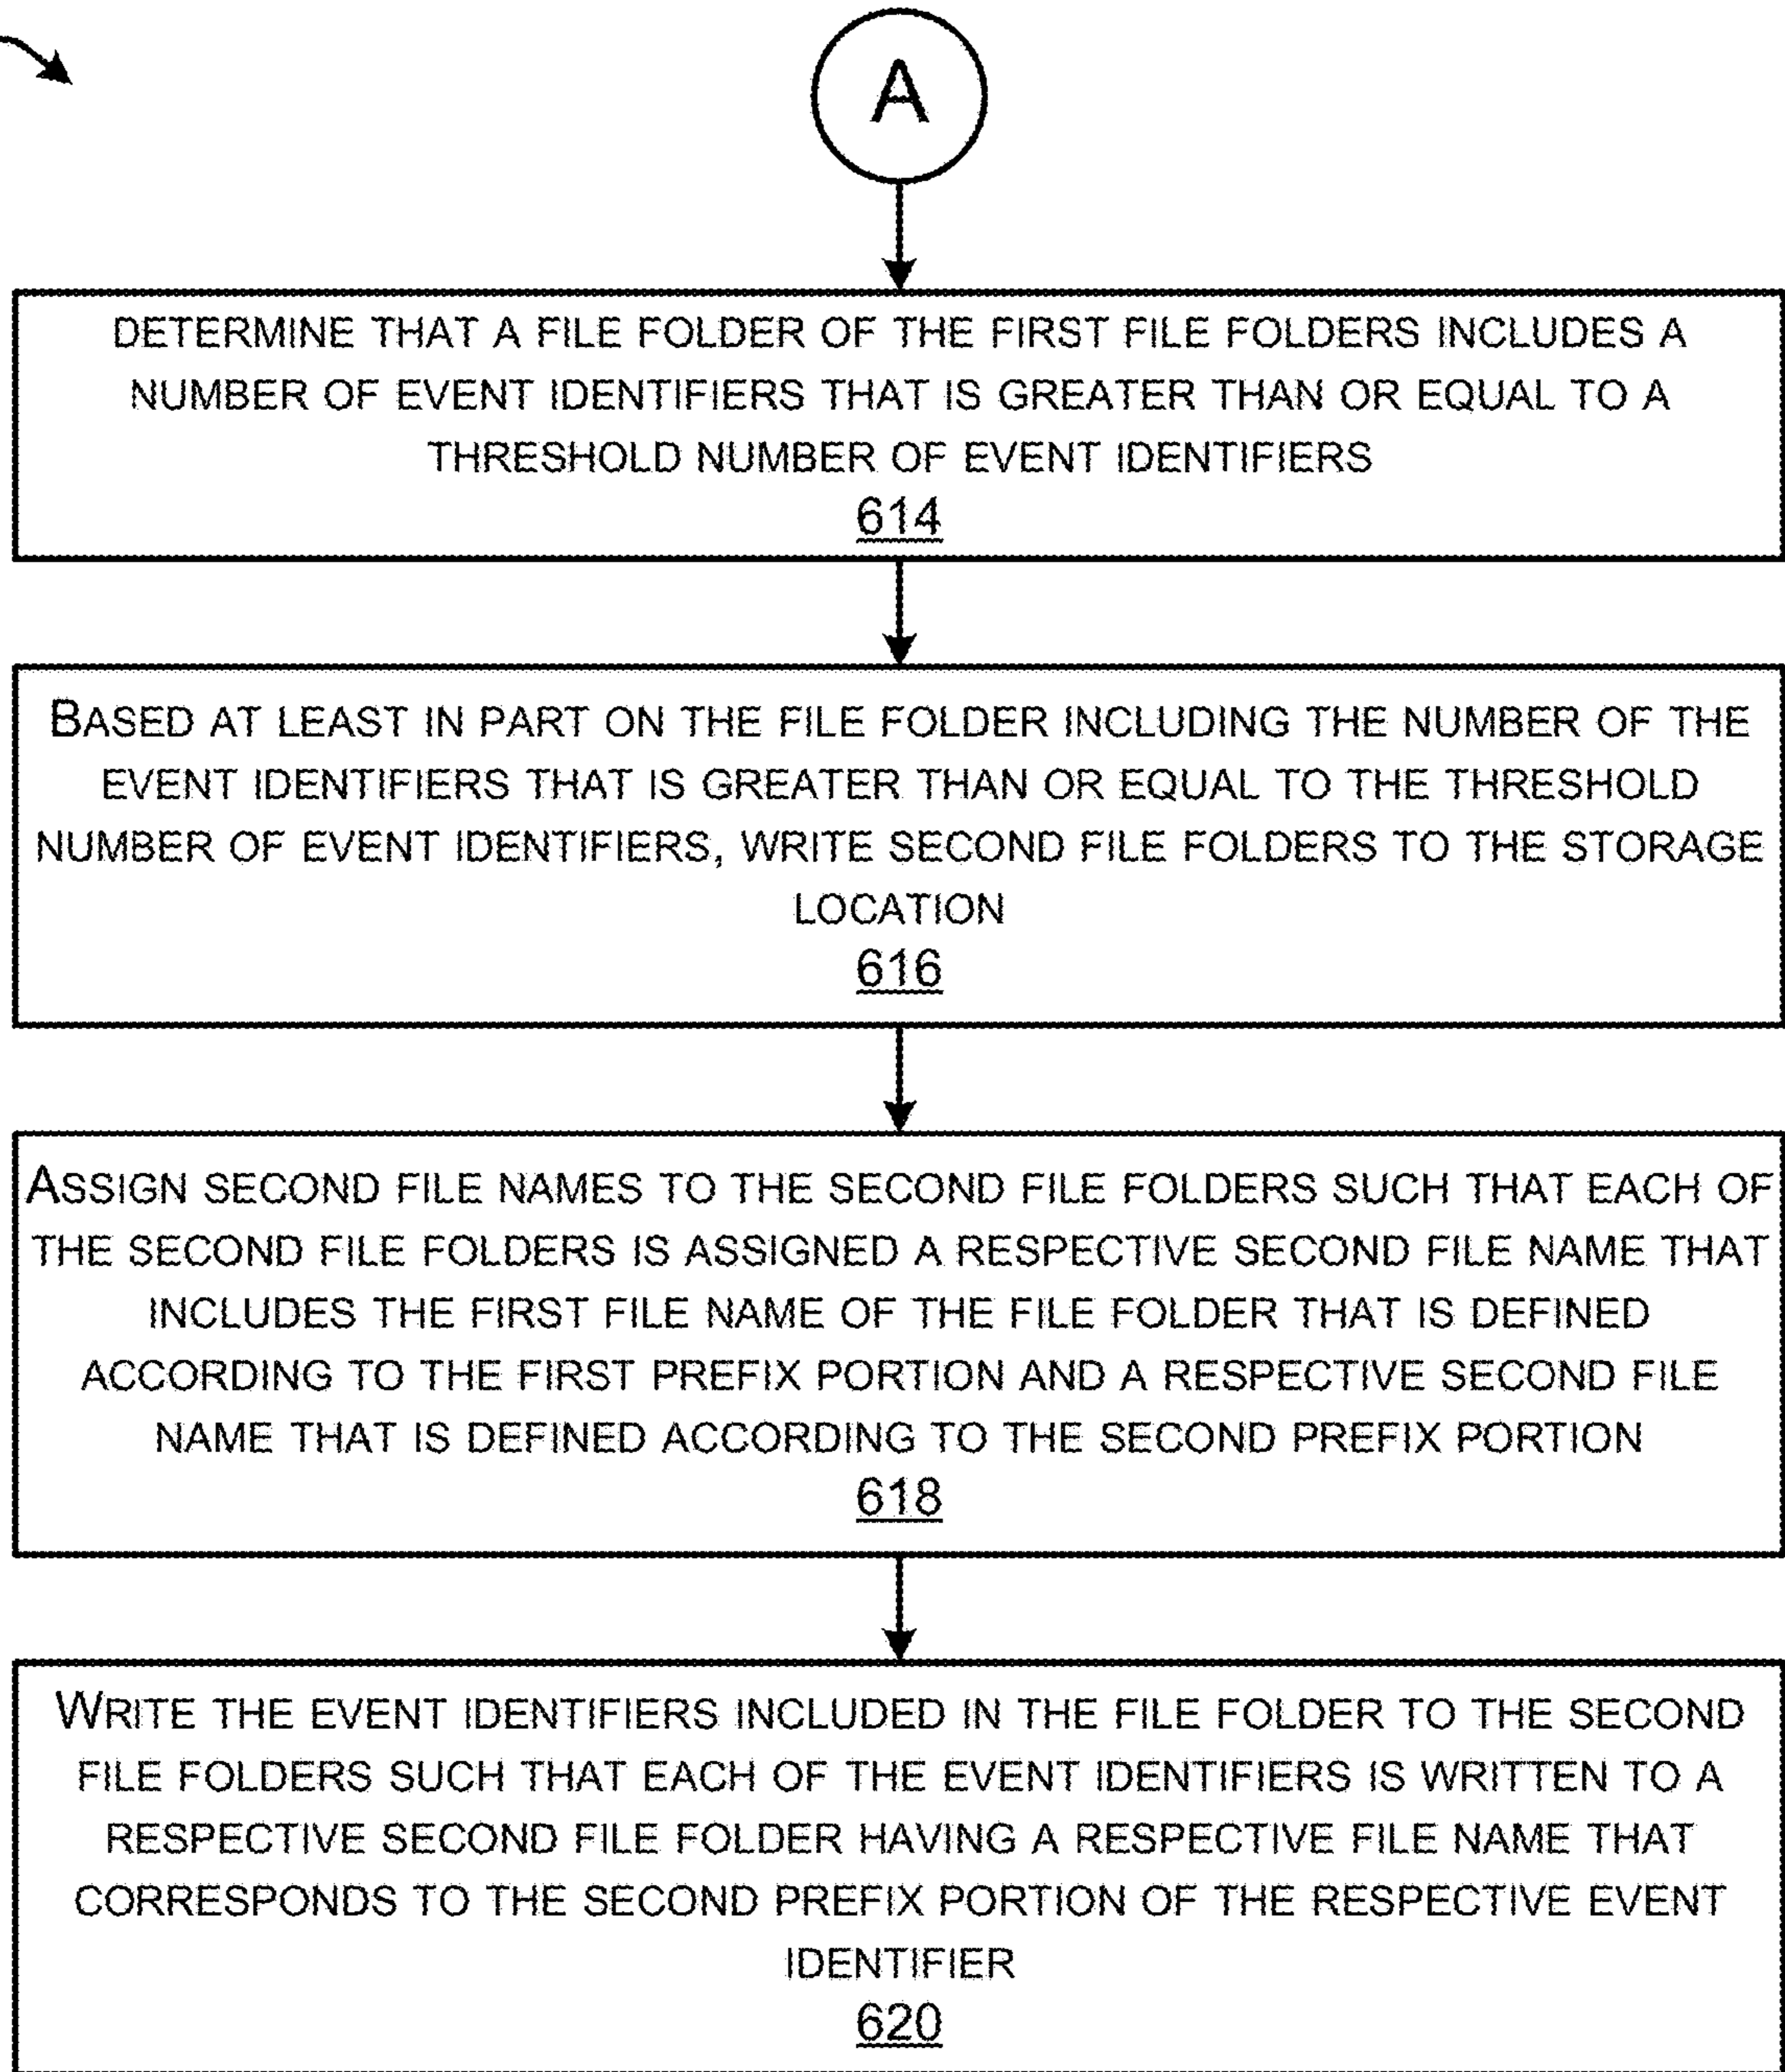 A
DETERMINE THAT A FILE FOLDER OF THE FIRST FILE FOLDERS INCLUDES A
NUMBER OF EVENT IDENTIFIERS THAT IS GREATER THAN OR EQUAL TO A
THRESHOLD NUMBER OF EVENT IDENTIFIERS
614
BASED AT LEAST IN PART ON THE FILE FOLDER INCLUDING THE NUMBER OF THE
EVENT IDENTIFIERS THAT IS GREATER THAN OR EQUAL TO THE THRESHOLD
NUMBER OF EVENT IDENTIFIERS, WRITE SECOND FILE FOLDERS TO THE STORAGE
LOCATION
616
ASSIGN SECOND FILE NAMES TO THE SECOND FILE FOLDERS SUCH THAT EACH OF
THE SECOND FILE FOLDERS IS ASSIGNED A RESPECTIVE SECOND FILE NAME THAT
INCLUDES THE FIRST FILE NAME OF THE FILE FOLDER THAT IS DEFINED
ACCORDING TO THE FIRST PREFIX PORTION AND A RESPECTIVE SECOND FILE
NAME THAT IS DEFINED ACCORDING TO THE SECOND PREFIX PORTION
618
WRITE THE EVENT IDENTIFIERS INCLUDED IN THE FILE FOLDER TO THE SECOND
FILE FOLDERS SUCH THAT EACH OF THE EVENT IDENTIFIERS IS WRITTEN TO A
RESPECTIVE SECOND FILE FOLDER HAVING A RESPECTIVE FILE NAME THAT
CORRESPONDS TO THE SECOND PREFIX PORTION OF THE RESPECTIVE EVENT
IDENTIFIER
620